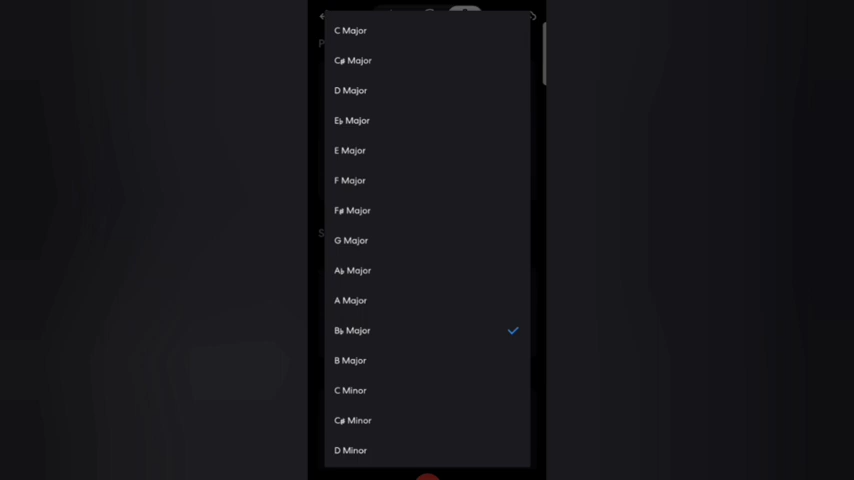 C Major
C♯ Major
D Major
E♭ Major
E Major
F Major
F♯ Major
G Major
A♭ Major
A Major
B♭ Major
B Major
C Minor
C♯ Minor
D Minor